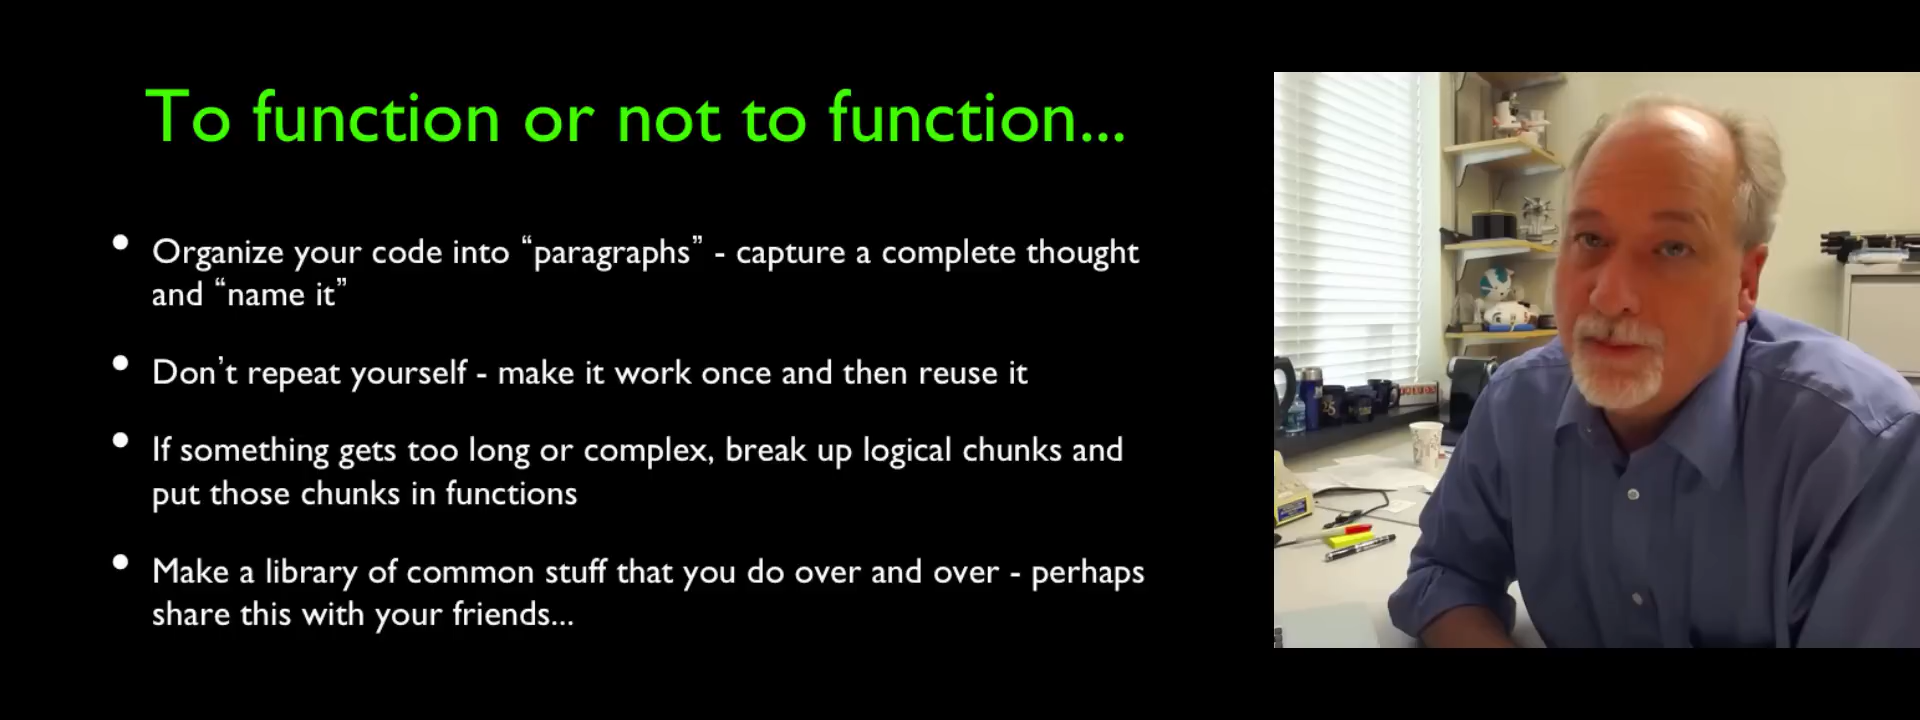 To function or not to function...
• Organize your code into “paragraphs” - capture a complete thought
and “name it”
• Don’t repeat yourself - make it work once and then reuse it
• If something gets too long or complex, break up logical chunks and
put those chunks in functions
• Make a library of common stuff that you do over and over - perhaps
share this with your friends...
25